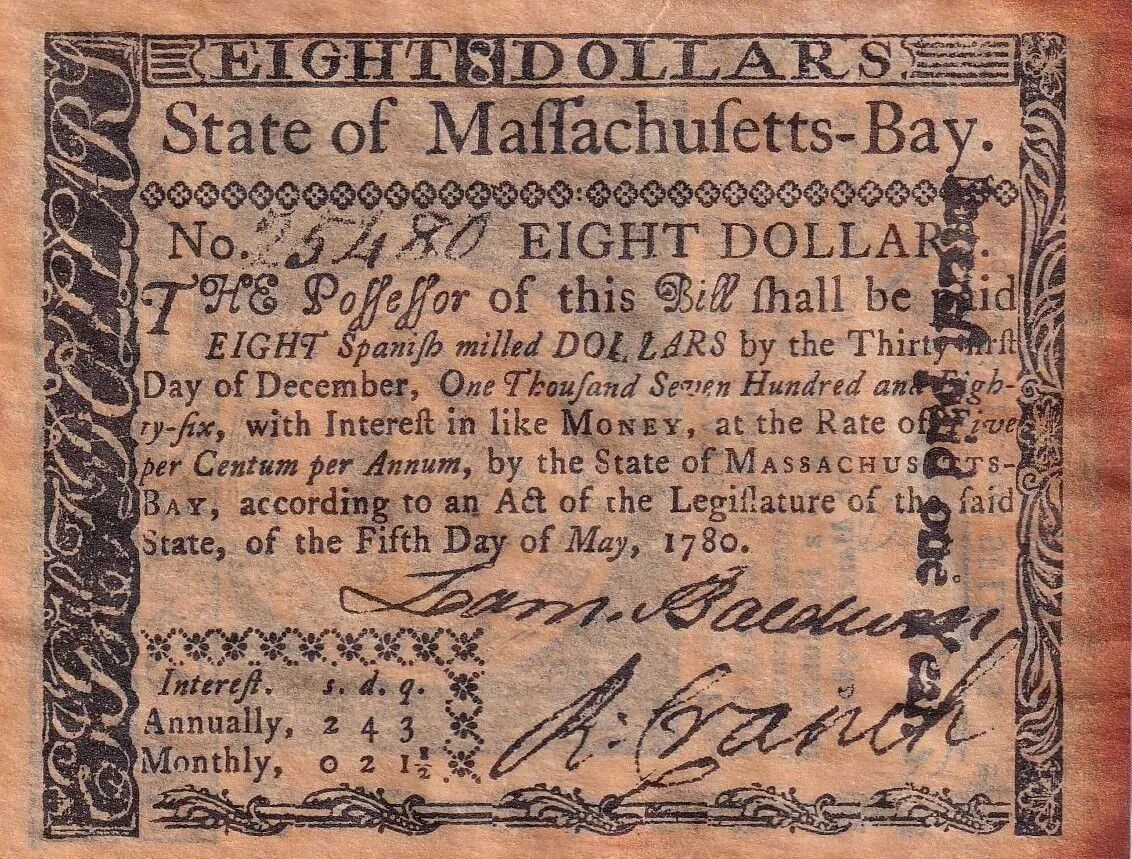 EIGHT 8 DOLLARS.
State of Maſſachuſetts-Bay.
No. 25480 EIGHT DOLLARS.
THE Poſſeſſor of this Bill ſhall be paid
EIGHT Spaniſh milled DOLLARS by the Thirty-firſt
Day of December, One Thouſand Seven Hundred and Eigh-
ty-ſix, with Intereſt in like MONEY, at the Rate of Five
per Centum per Annum, by the State of MASSACHUSETTS-
BAY, according to an Act of the Legiſlature of the ſaid
State, of the Fifth Day of May, 1780.
Sam. Baldwin
R. Cranch
Intereſt. s. d. q.
Annually, 2 4 3
Monthly, 0 2 1½